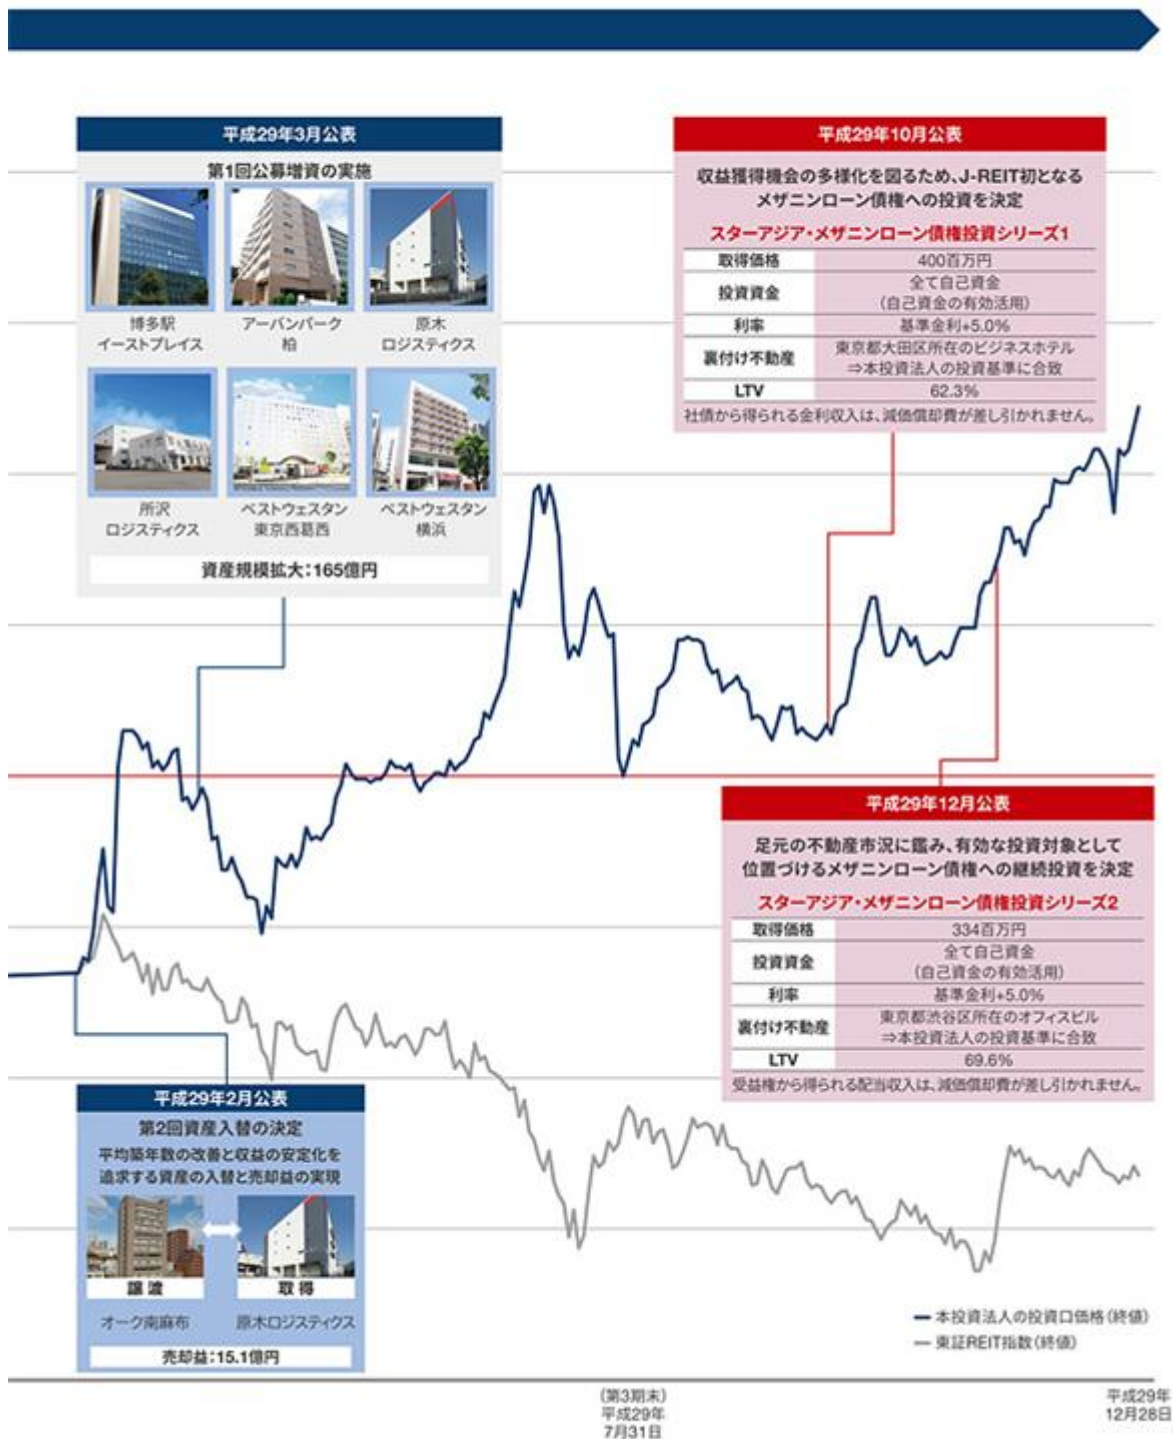 平成29年3月公表
第1回公募増資の実施
博多駅
イーストプレイス
アーバンパーク
柏
原木
ロジスティクス
所沢
ロジスティクス
ベストウェスタン
東京西葛西
ベストウェスタン
横浜
資産規模拡大：165億円
平成29年10月公表
収益獲得機会の多様化を図るため、J-REIT初となる
メザニンローン債権への投資を決定
スターアジア・メザニンローン債権投資シリーズ1
取得価格 400百万円
投資資金 全て自己資金
（自己資金の有効活用）
利率 基準金利+5.0%
裏付け不動産 東京都大田区所在のビジネスホテル
⇒本投資法人の投資基準に合致
LTV 62.3%
社債から得られる金利収入は、減価償却費が差し引かれません。
平成29年12月公表
足元の不動産市況に鑑み、有効な投資対象として
位置づけるメザニンローン債権への継続投資を決定
スターアジア・メザニンローン債権投資シリーズ2
取得価格 334百万円
投資資金 全て自己資金
（自己資金の有効活用）
利率 基準金利+5.0%
裏付け不動産 東京都渋谷区所在のオフィスビル
⇒本投資法人の投資基準に合致
LTV 69.6%
受益権から得られる配当収入は、減価償却費が差し引かれません。
平成29年2月公表
第2回資産入替の決定
平均築年数の改善と収益の安定化を
追求する資産の入替と売却益の実現
譲渡
取得
オーク南麻布
原木ロジスティクス
売却益：15.1億円
本投資法人の投資口価格（終値）
東証REIT指数（終値）
（第3期末）
平成29年
7月31日
平成29年
12月28日